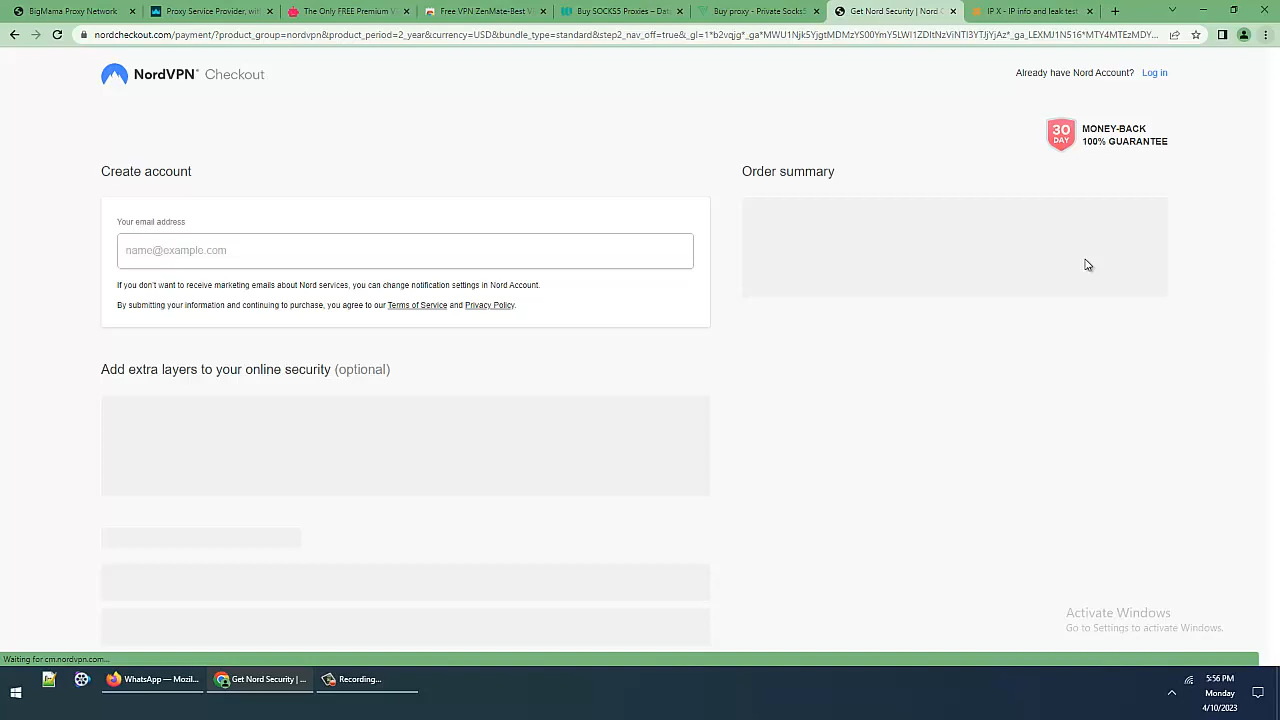 BigMama Proxy Network
Proxy Service Provider, wit
The Only FREE Premium V
Free VPN ZenMate-Best V
Buy SOCKS5 Proxies – Dat
Buy proxy - Private Socks5
Get Nord Security | Nord C
IP X - IP info and leak test
nordcheckout.com/payment/?product_group=nordvpn&product_period=2_year&currency=USD&bundle_type=standard&step2_nav_off=true&_gl=1*b2vqjg*_ga*
NordVPN® Checkout
Already have Nord Account? Log in
30 DAY
MONEY-BACK
100% GUARANTEE
Create account
Order summary
Your email address
name@example.com
If you don't want to receive marketing emails about Nord services, you can change notification settings in Nord Account.
By submitting your information and continuing to purchase, you agree to our Terms of Service and Privacy Policy.
Add extra layers to your online security (optional)
Activate Windows
Go to Settings to activate Windows.
Waiting for cm.nordvpn.com...
WhatsApp — Mozil...
Get Nord Security | ...
Recording...
5:56 PM
Monday
4/10/2023